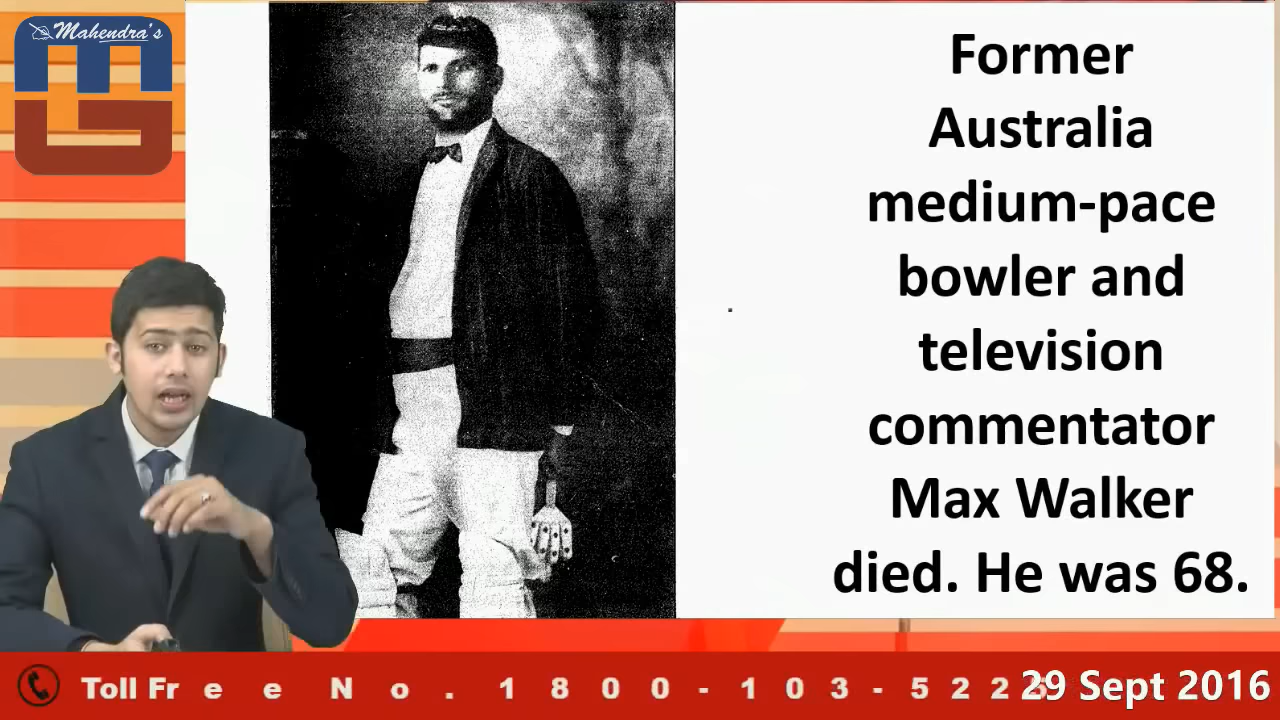 Mahendra's
Former
Australia
medium-pace
bowler and
television
commentator
Max Walker
died. He was 68.
Toll Free No. 1800-103-522
29 Sept 2016